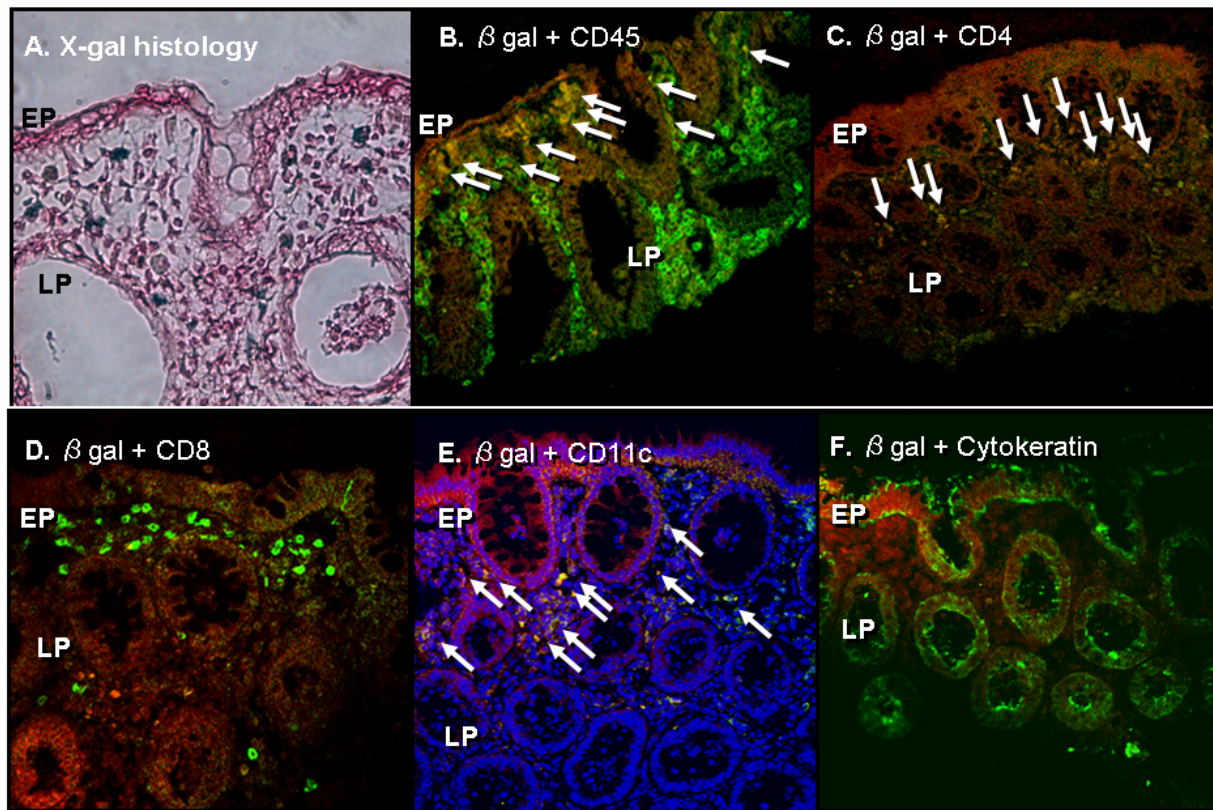 A. X-gal histology
EP
LP
B. β gal + CD45
EP
LP
C. β gal + CD4
EP
LP
D. β gal + CD8
EP
LP
E. β gal + CD11c
EP
LP
F. β gal + Cytokeratin
EP
LP